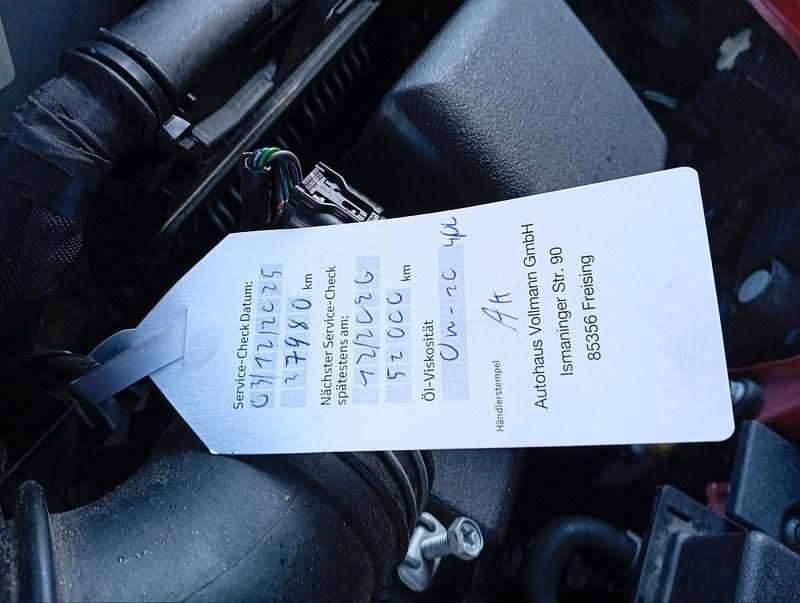 Service-Check Datum:
03/12/2025
37980 km
Nächster Service-Check
spätestens am:
12/2026
52000 km
Öl-Viskosität
0W-20
Händlerstempel
Autohaus Vollmann GmbH
Ismaninger Str. 90
85356 Freising